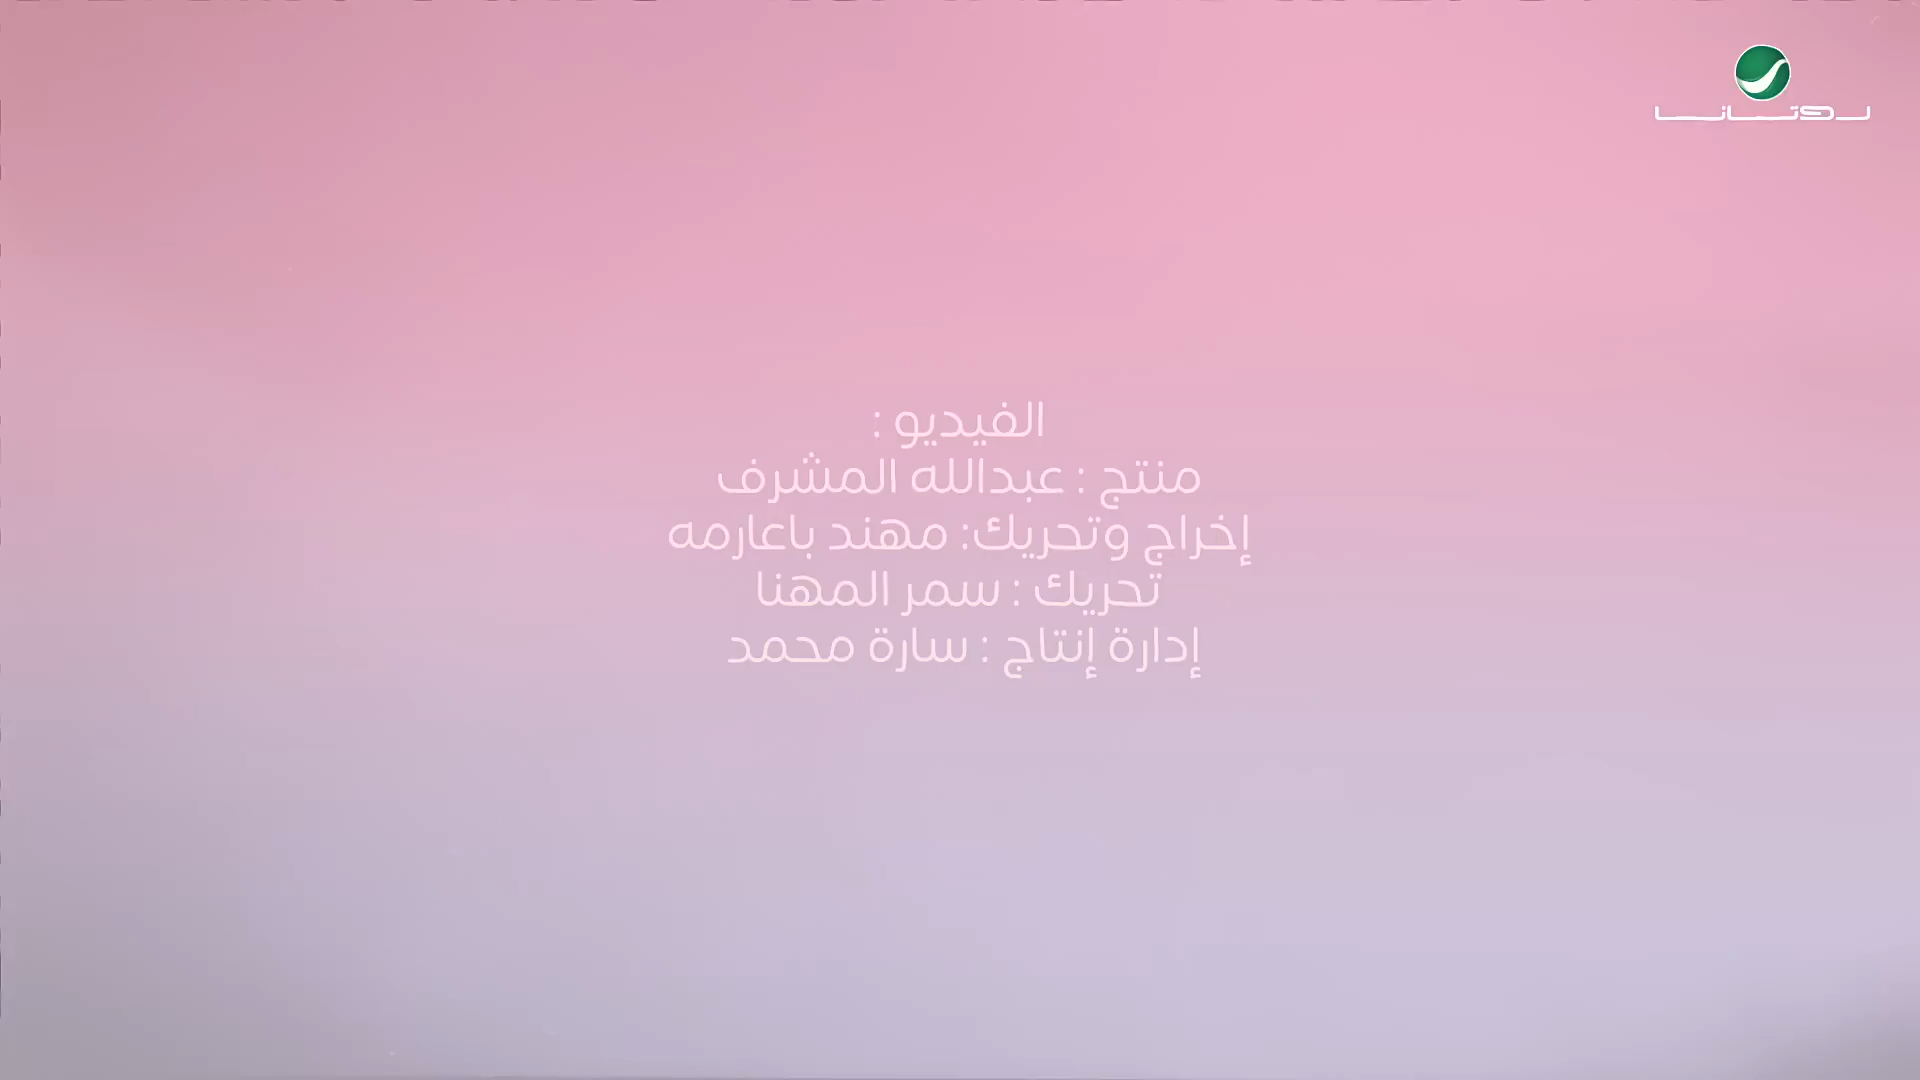 روتانا
الفيديو :
منتج : عبدالله المشرف
إخراج وتحريك: مهند باعارمه
تحريك : سمر المهنا
إدارة إنتاج : سارة محمد